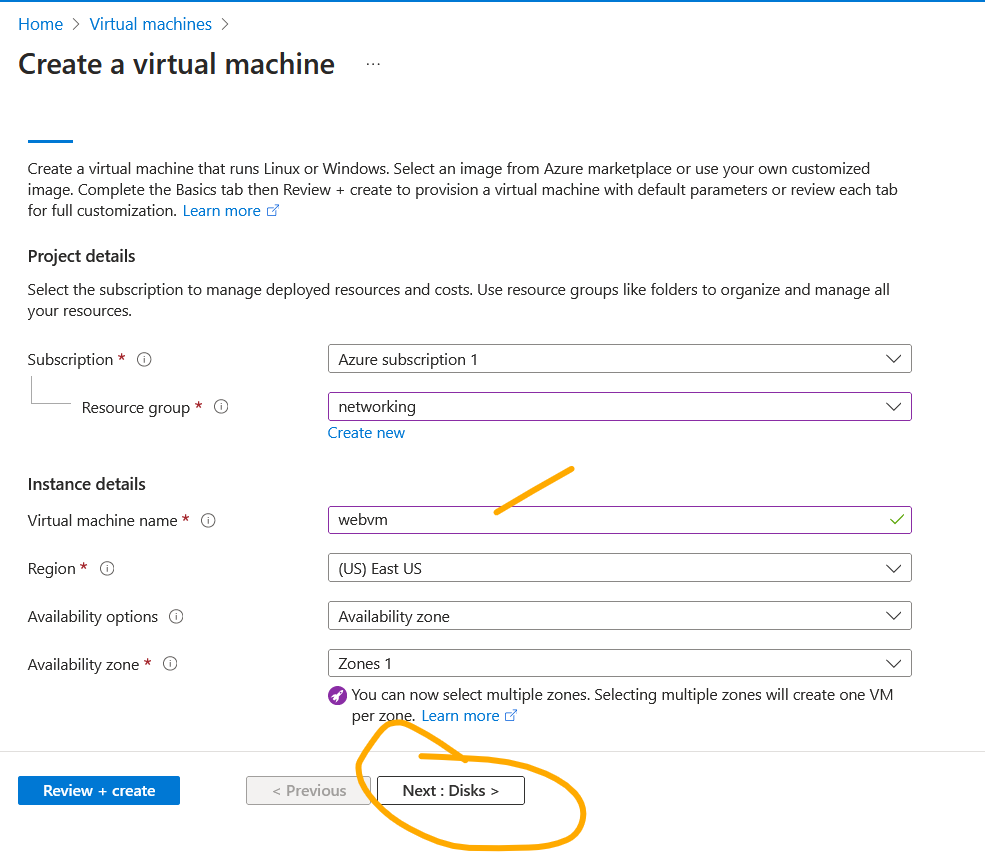 Home > Virtual machines >
Create a virtual machine ...
Create a virtual machine that runs Linux or Windows. Select an image from Azure marketplace or use your own customized
image. Complete the Basics tab then Review + create to provision a virtual machine with default parameters or review each tab
for full customization. Learn more
Project details
Select the subscription to manage deployed resources and costs. Use resource groups like folders to organize and manage all
your resources.
Subscription * Azure subscription 1
Resource group * networking
Create new
Instance details
Virtual machine name * webvm
Region * (US) East US
Availability options Availability zone
Availability zone * Zones 1
You can now select multiple zones. Selecting multiple zones will create one VM
per zone. Learn more
Review + create < Previous Next : Disks >